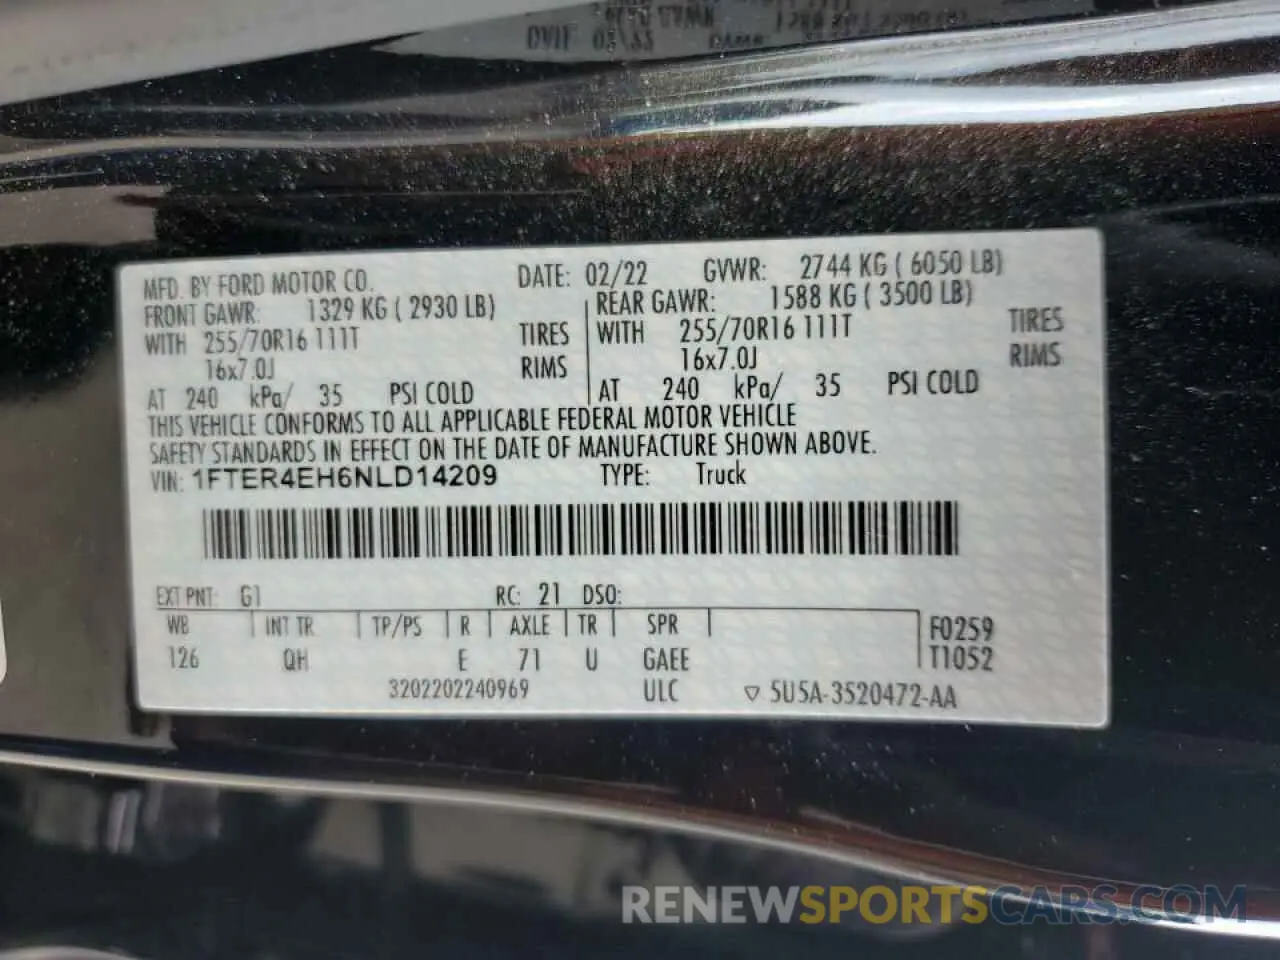 MFD. BY FORD MOTOR CO. DATE: 02/22 GVWR: 2744 KG ( 6050 LB)
FRONT GAWR: 1329 KG ( 2930 LB) REAR GAWR: 1588 KG ( 3500 LB)
WITH 255/70R16 111T TIRES WITH 255/70R16 111T TIRES
16x7.0J RIMS 16x7.0J RIMS
AT 240 kPa/ 35 PSI COLD AT 240 kPa/ 35 PSI COLD
THIS VEHICLE CONFORMS TO ALL APPLICABLE FEDERAL MOTOR VEHICLE
SAFETY STANDARDS IN EFFECT ON THE DATE OF MANUFACTURE SHOWN ABOVE.
VIN: 1FTER4EH6NLD14209 TYPE: Truck
EXT PNT: G1 RC: 21 DSO:
WB INT TR TP/PS R AXLE TR SPR F0259
126 QH E 71 U GAEE T1052
3202202240969 ULC ▽ 5U5A-3520472-AA
RENEWSPORTSCARS.COM